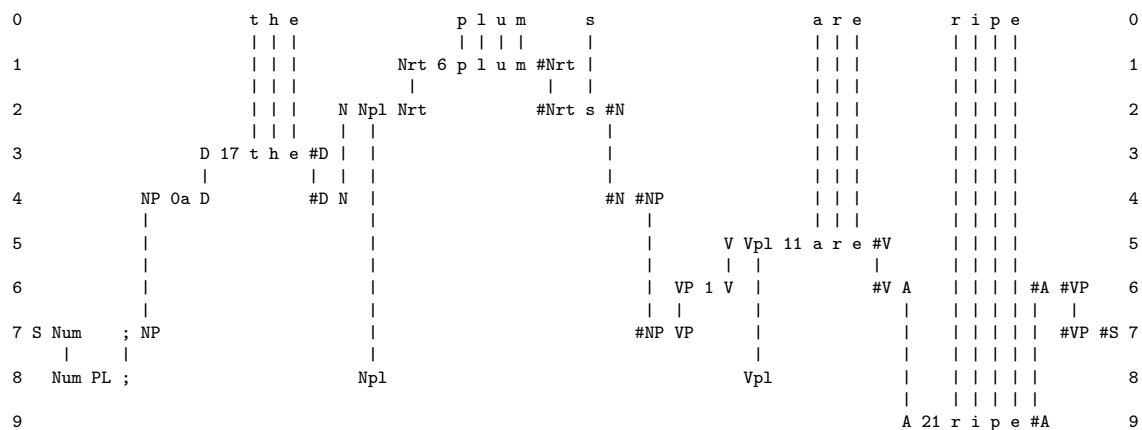 0 t h e p l u m s a r e r i p e 0
| | | | | | | | | | | | | | |
1 | | | Nrt 6 p l u m #Nrt | | | | | | | | 1
| | | | | | | | | | | | |
2 | | | N Npl Nrt #Nrt s #N | | | | | | | 2
| | | | | | | | | | | | | |
3 D 17 t h e #D | | | | | | | | | | 3
| | | | | | | | | | | |
4 NP 0a D #D N | #N #NP | | | | | | | 4
| | | | | | | | | |
5 | | | V Vpl 11 a r e #V | | | | 5
| | | | | | | | | |
6 | | | VP 1 V | #V A | | | | #A #VP 6
| | | | | | | | | | | |
7 S Num ; NP | #NP VP | | | | | | | #VP #S 7
| | | | | | | | | |
8 Num PL ; Npl Vpl | | | | | | 8
| | | | | |
9 A 21 r i p e #A 9